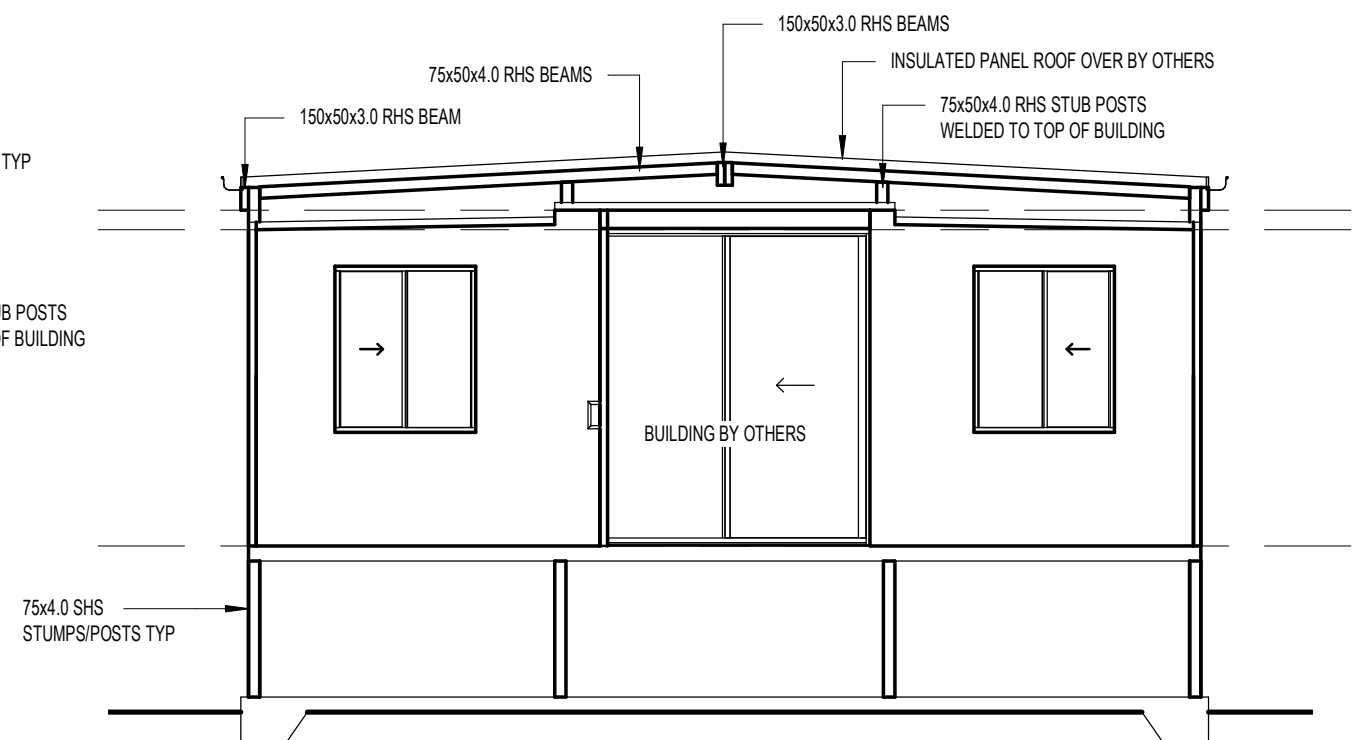 150x50x3.0 RHS BEAMS
INSULATED PANEL ROOF OVER BY OTHERS
75x50x4.0 RHS BEAMS
75x50x4.0 RHS STUB POSTS
WELDED TO TOP OF BUILDING
150x50x3.0 RHS BEAM
TYP
UB POSTS
OF BUILDING
BUILDING BY OTHERS
75x4.0 SHS
STUMPS/POSTS TYP